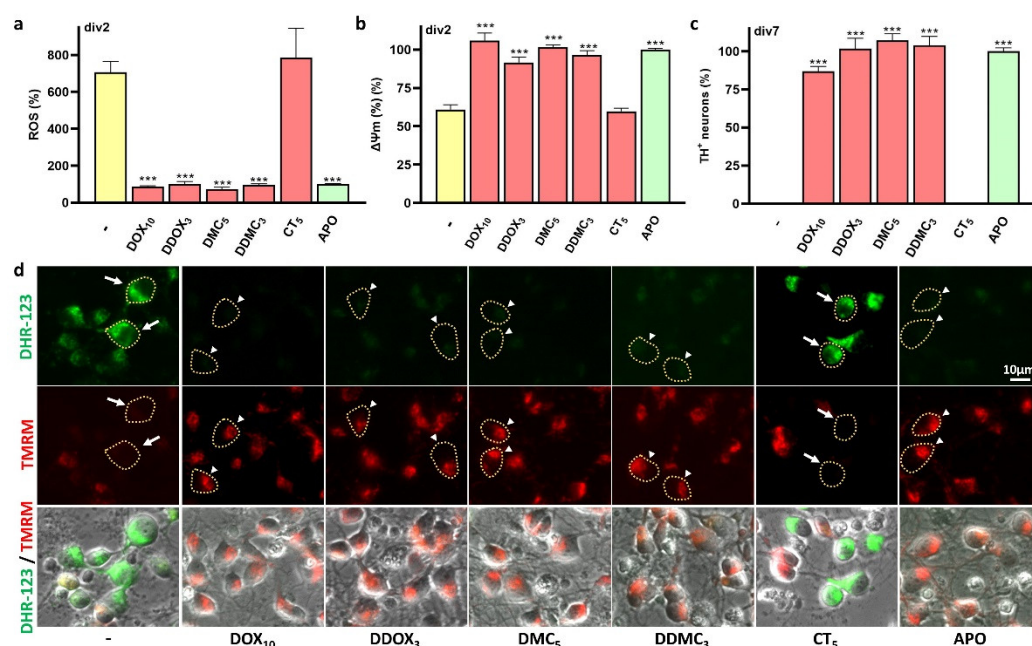 a
div2
ROS (%)
800
600
400
200
0
***
***
***
***
***
-
DOX₁₀
DDOX₃
DMC₅
DDMC₃
CT₅
APO
b
div2
ΔΨm (%) (%)
100
75
50
25
0
***
***
***
***
***
-
DOX₁₀
DDOX₃
DMC₅
DDMC₃
CT₅
APO
c
div7
TH⁺ neurons (%)
100
75
50
25
0
***
***
***
***
***
-
DOX₁₀
DDOX₃
DMC₅
DDMC₃
CT₅
APO
d
DHR-123
10μm
TMRM
DHR-123 / TMRM
-
DOX₁₀
DDOX₃
DMC₅
DDMC₃
CT₅
APO